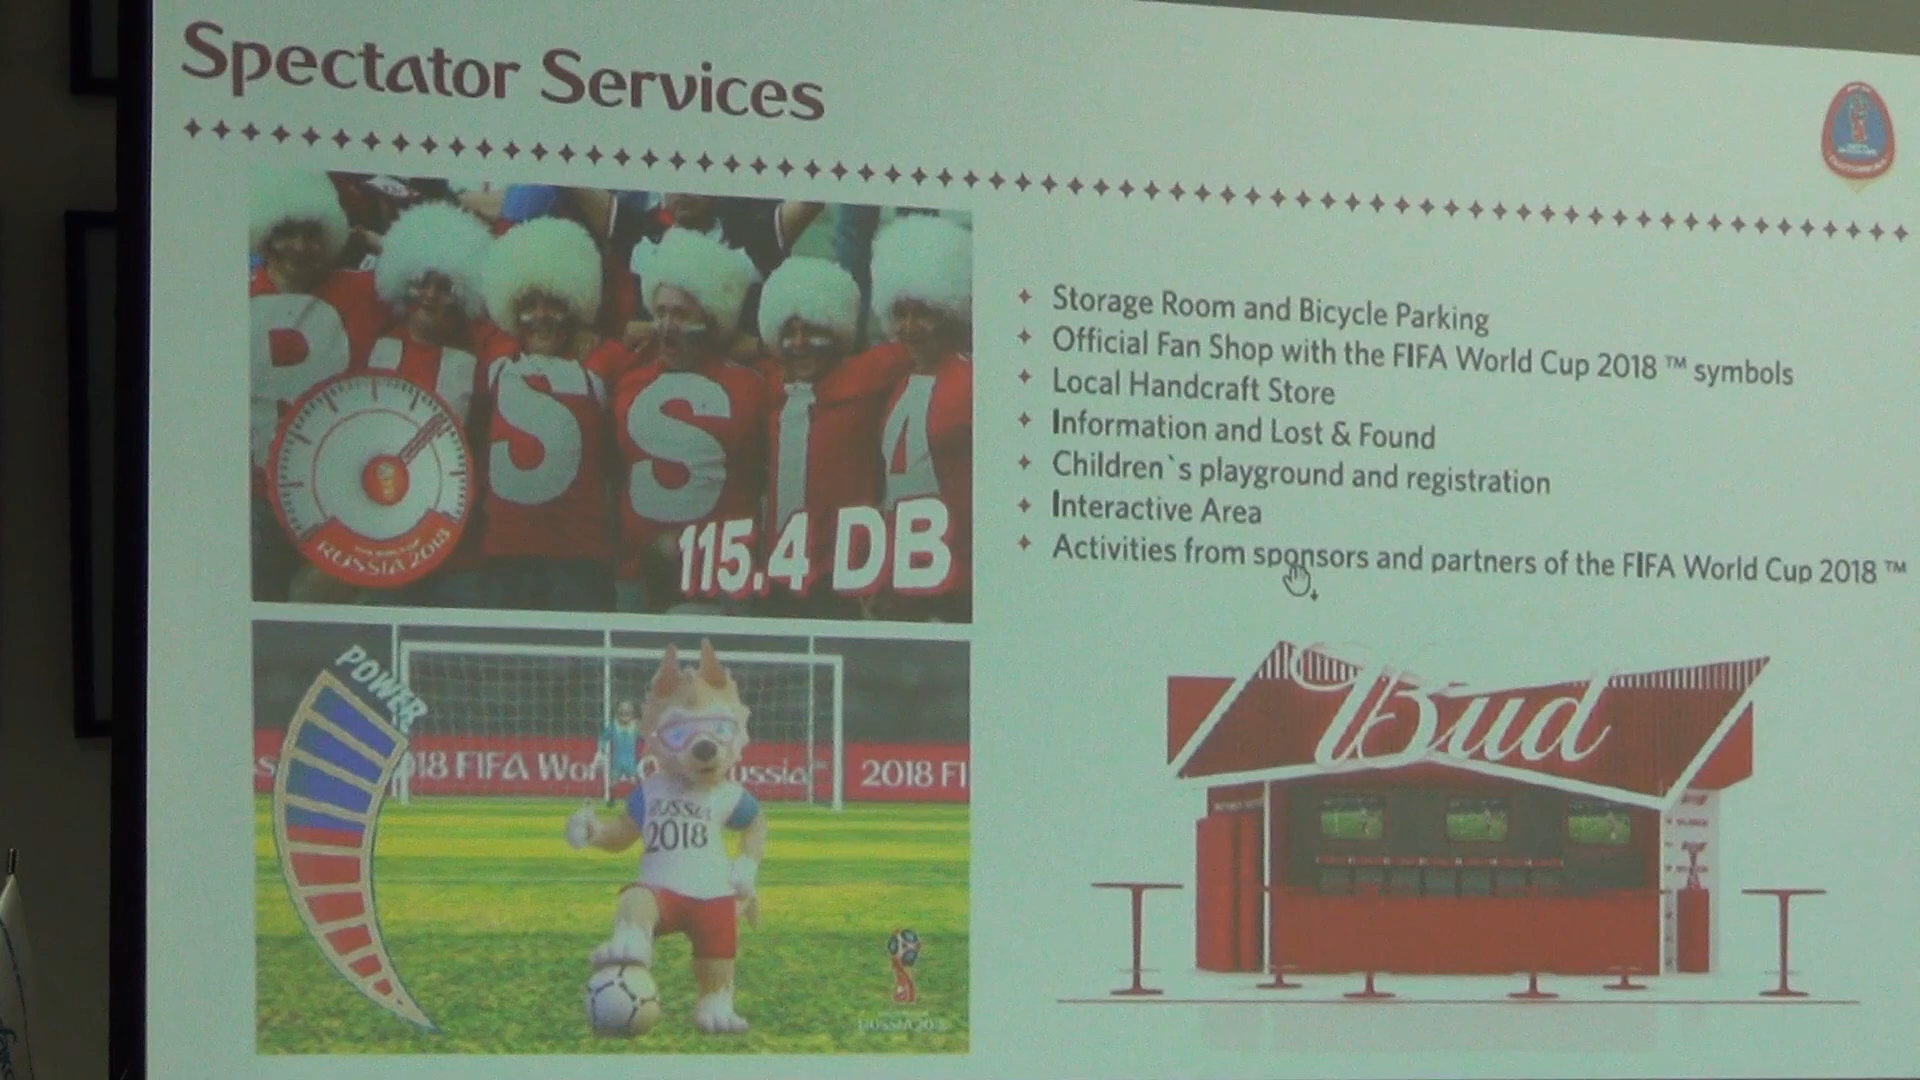 Spectator Services
RUSSIA
RUSSIA 2018
115.4 DB
Storage Room and Bicycle Parking
Official Fan Shop with the FIFA World Cup 2018 ™ symbols
Local Handcraft Store
Information and Lost & Found
Children`s playground and registration
Interactive Area
Activities from sponsors and partners of the FIFA World Cup 2018 ™
POWER
018 FIFA Wor
ussia
2018 FI
RUSSIA
2018
RUSSIA 2018
Bud